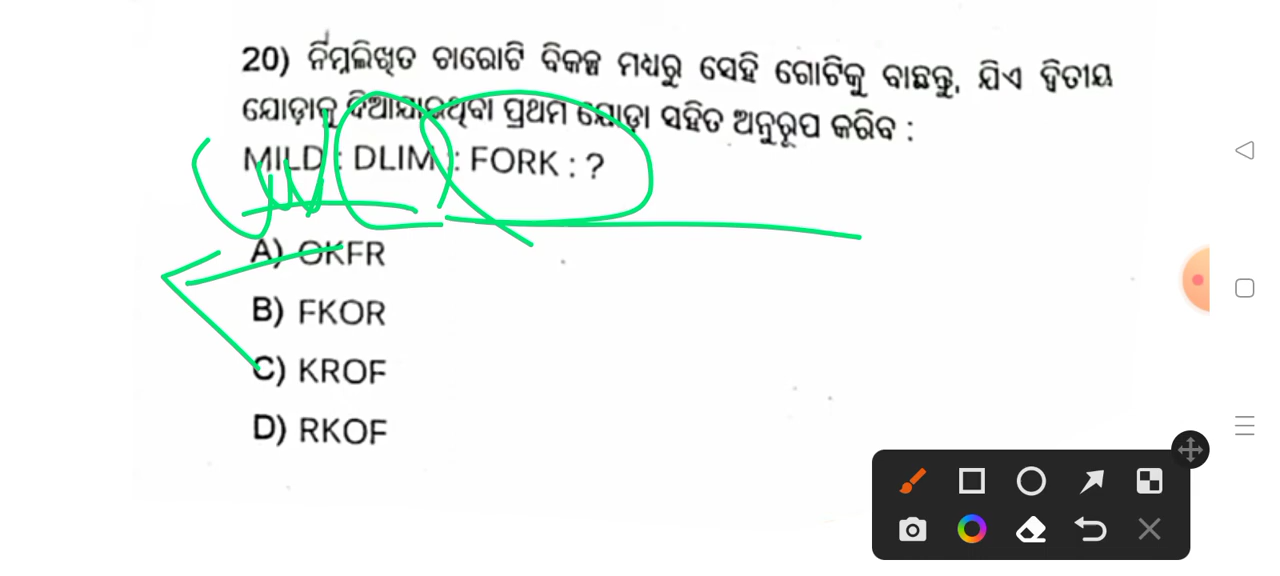 20) ନିମ୍ନଲିଖିତ ଚାରୋଟି ବିକଳ୍ପ ମଧ୍ୟରୁ ସେହି ଗୋଟିକୁ ବାଛନ୍ତୁ, ଯିଏ ଦ୍ୱିତୀୟ
ଯୋଡ଼ାକୁ ଦିଆଯାଇଥିବା ପ୍ରଥମ ଯୋଡ଼ା ସହିତ ଅନୁରୂପ କରିବ :
MILD : DLIM : FORK : ?
A) OKFR
B) FKOR
C) KROF
D) RKOF